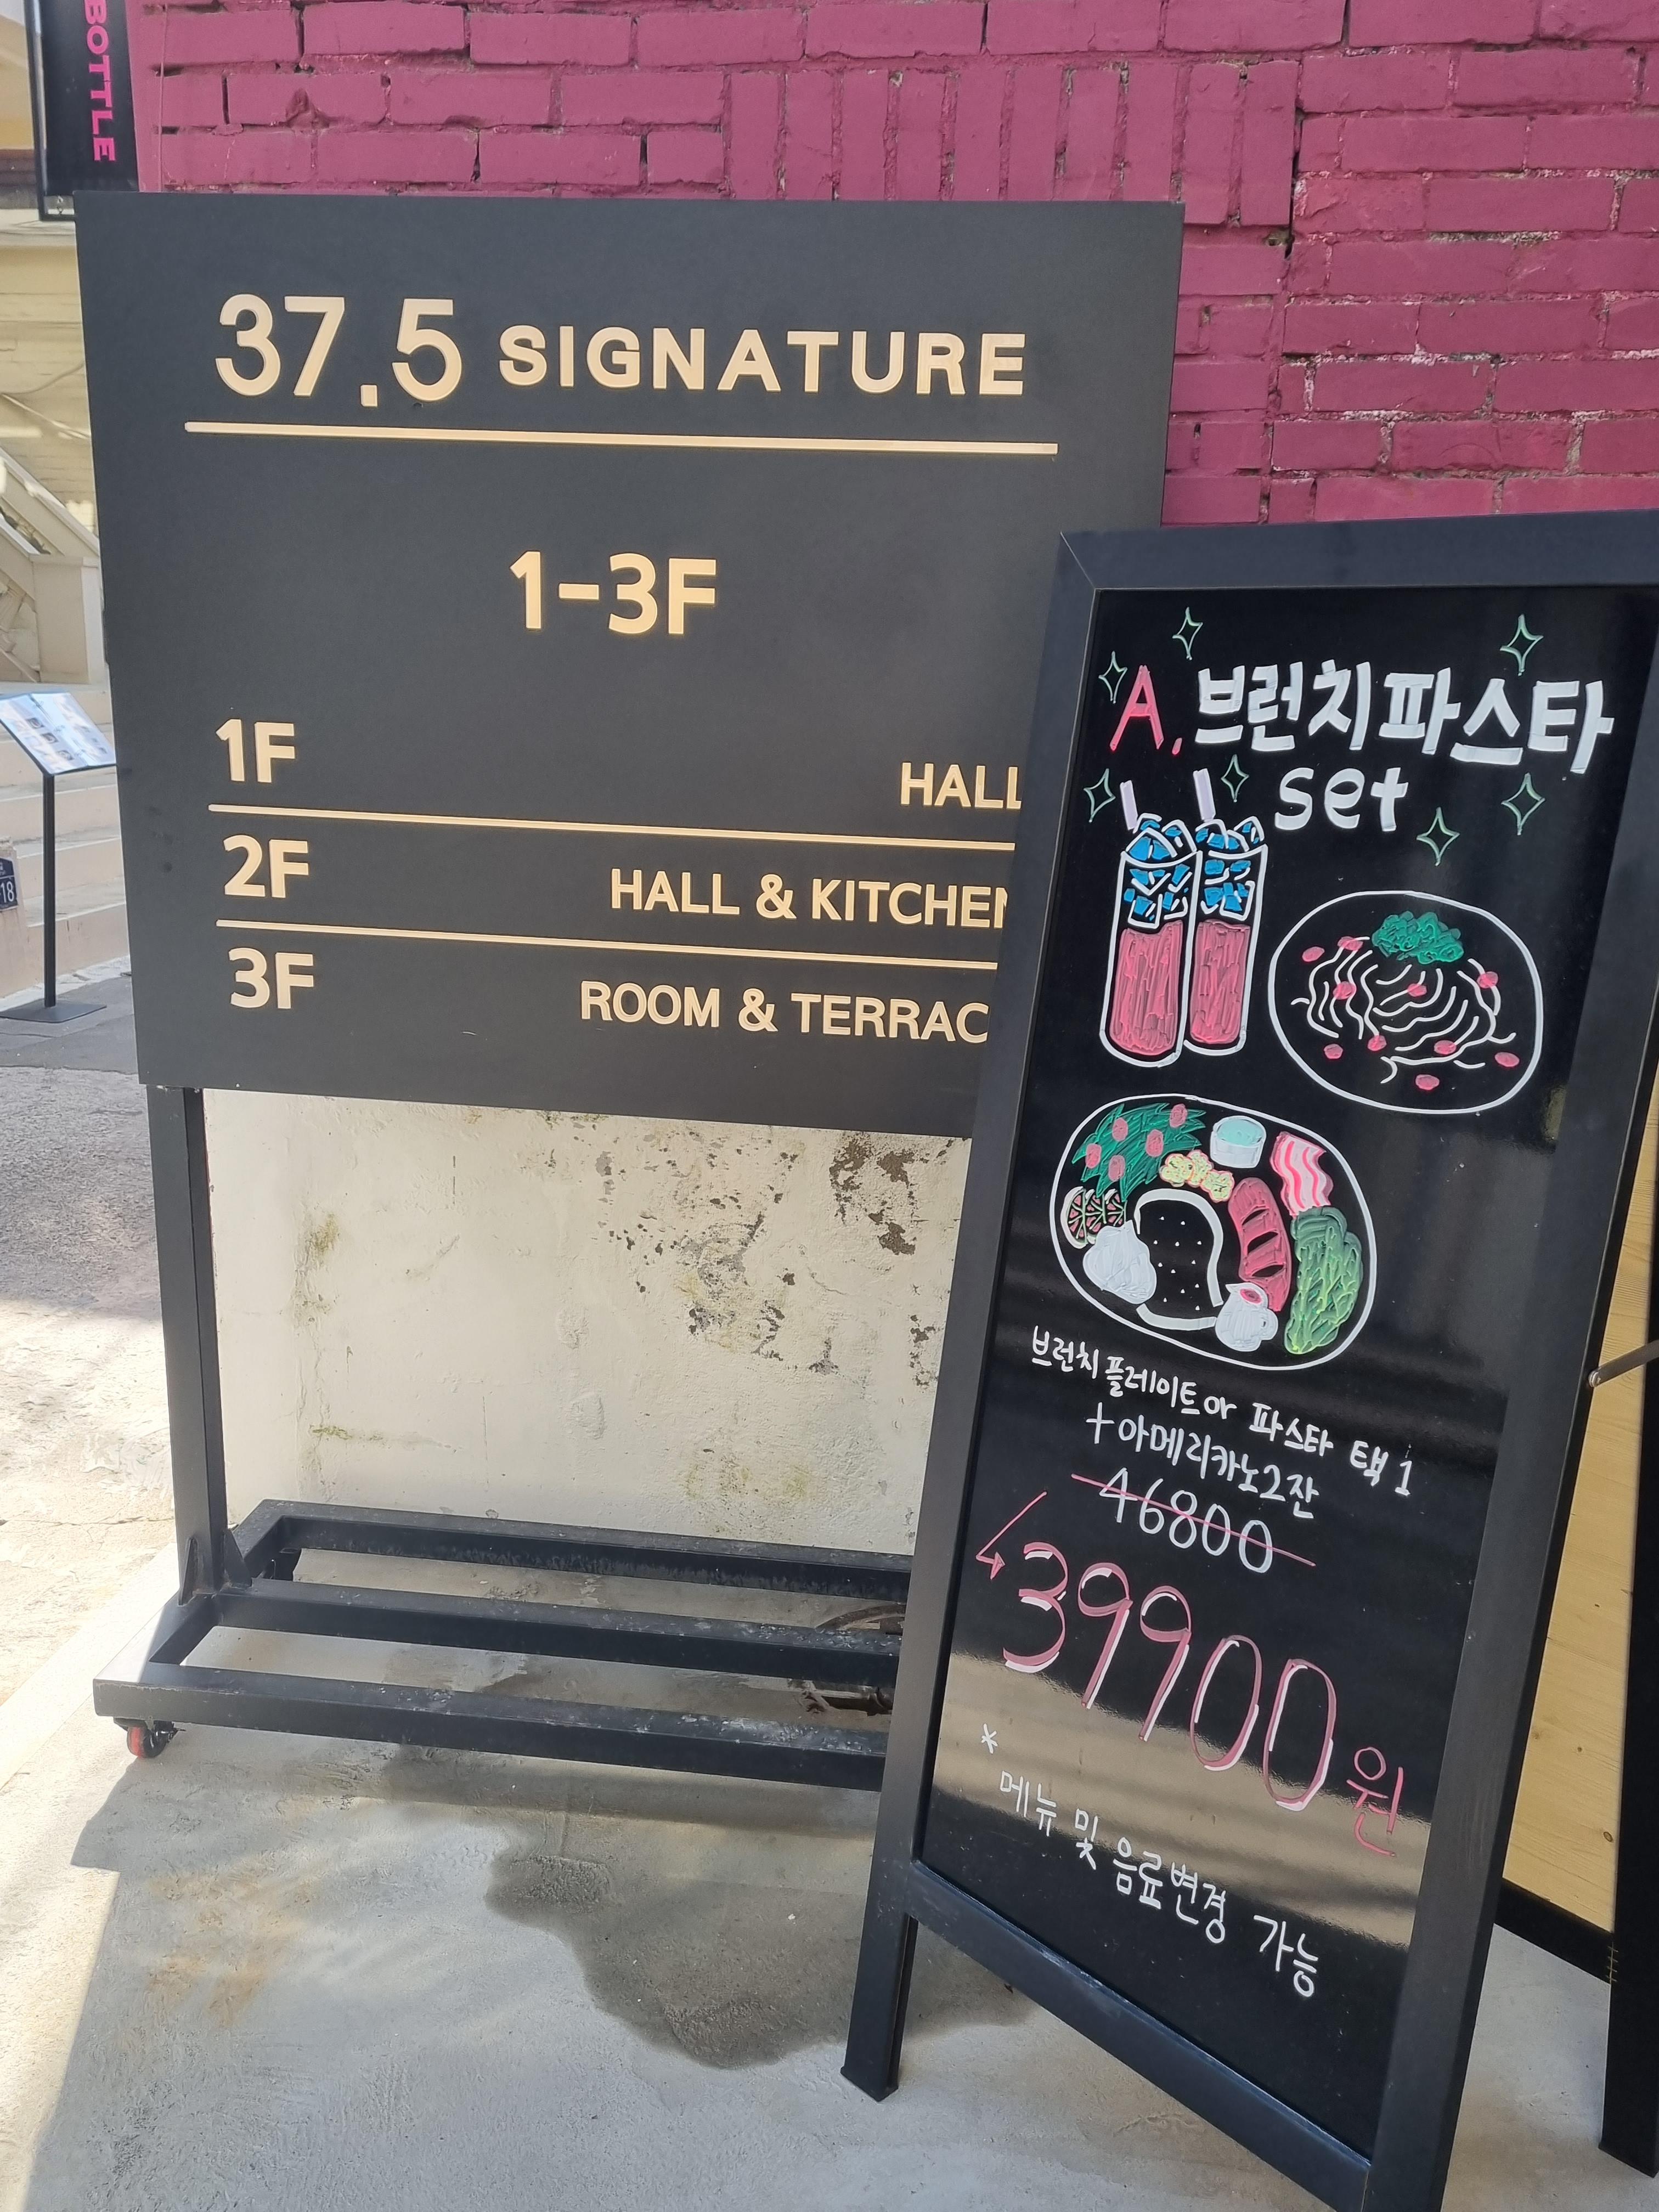 BOTTLE
37.5 SIGNATURE
1-3F
1F HALL
2F HALL & KITCHEN
3F ROOM & TERRAC
18
A. 브런치파스타
set
브런치 플레이트 or 파스타 택 1
+아메리카노2잔
46800
39900원
*
메뉴 및 음료변경 가능